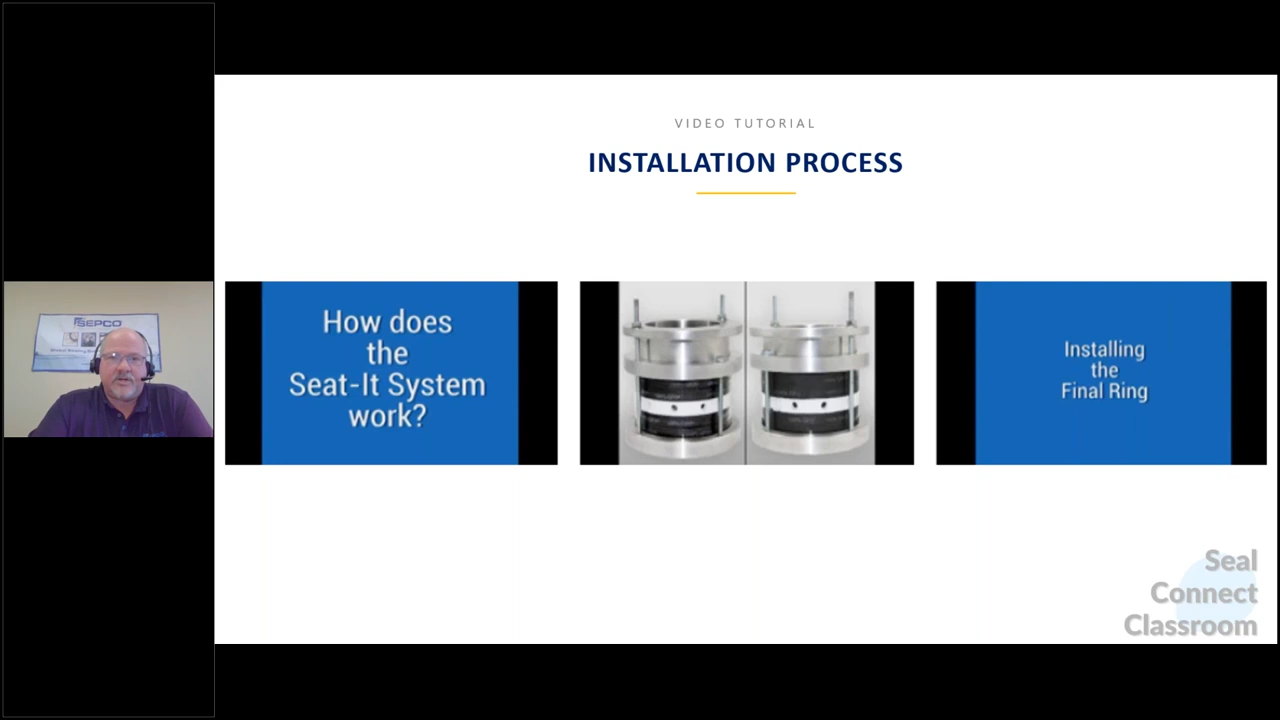 VIDEO TUTORIAL
INSTALLATION PROCESS
SEPCO
How does
the
Seat-It System
work?
Installing
the
Final Ring
Seal
Connect
Classroom